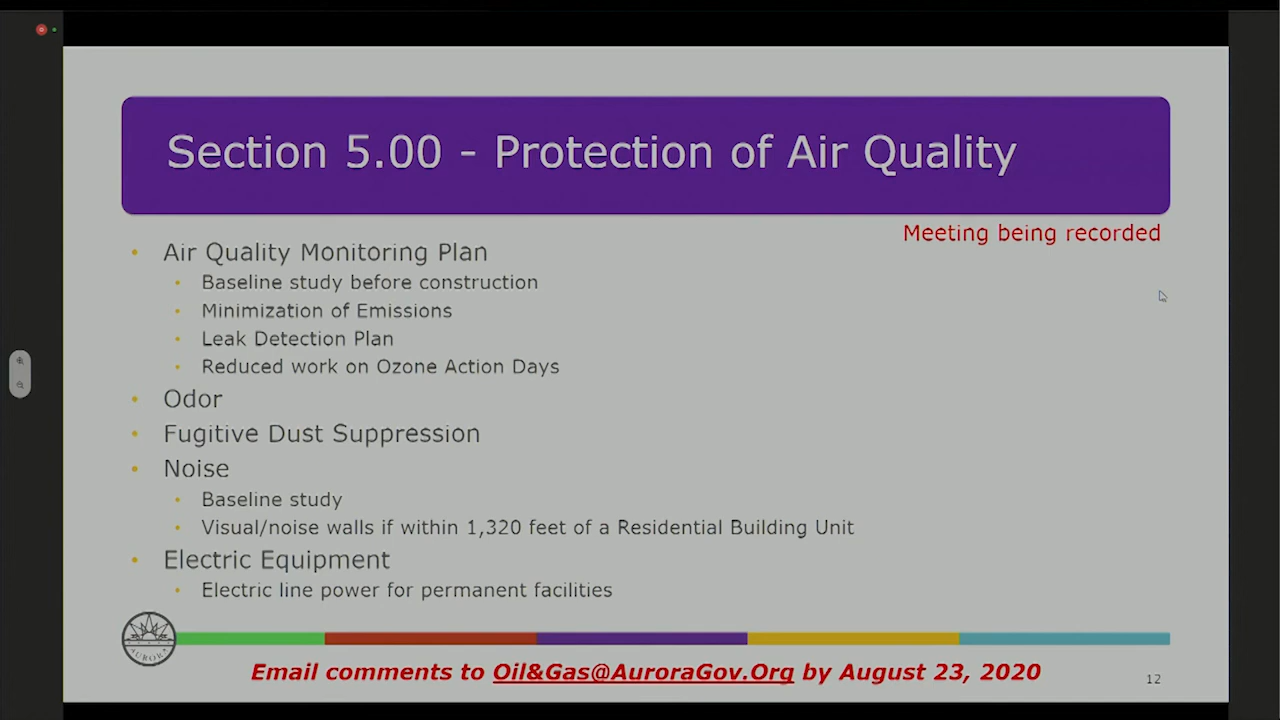 Section 5.00 - Protection of Air Quality
Meeting being recorded
• Air Quality Monitoring Plan
• Baseline study before construction
• Minimization of Emissions
• Leak Detection Plan
• Reduced work on Ozone Action Days
• Odor
• Fugitive Dust Suppression
• Noise
• Baseline study
• Visual/noise walls if within 1,320 feet of a Residential Building Unit
• Electric Equipment
• Electric line power for permanent facilities
AURORA
Email comments to Oil&Gas@AuroraGov.Org by August 23, 2020
12